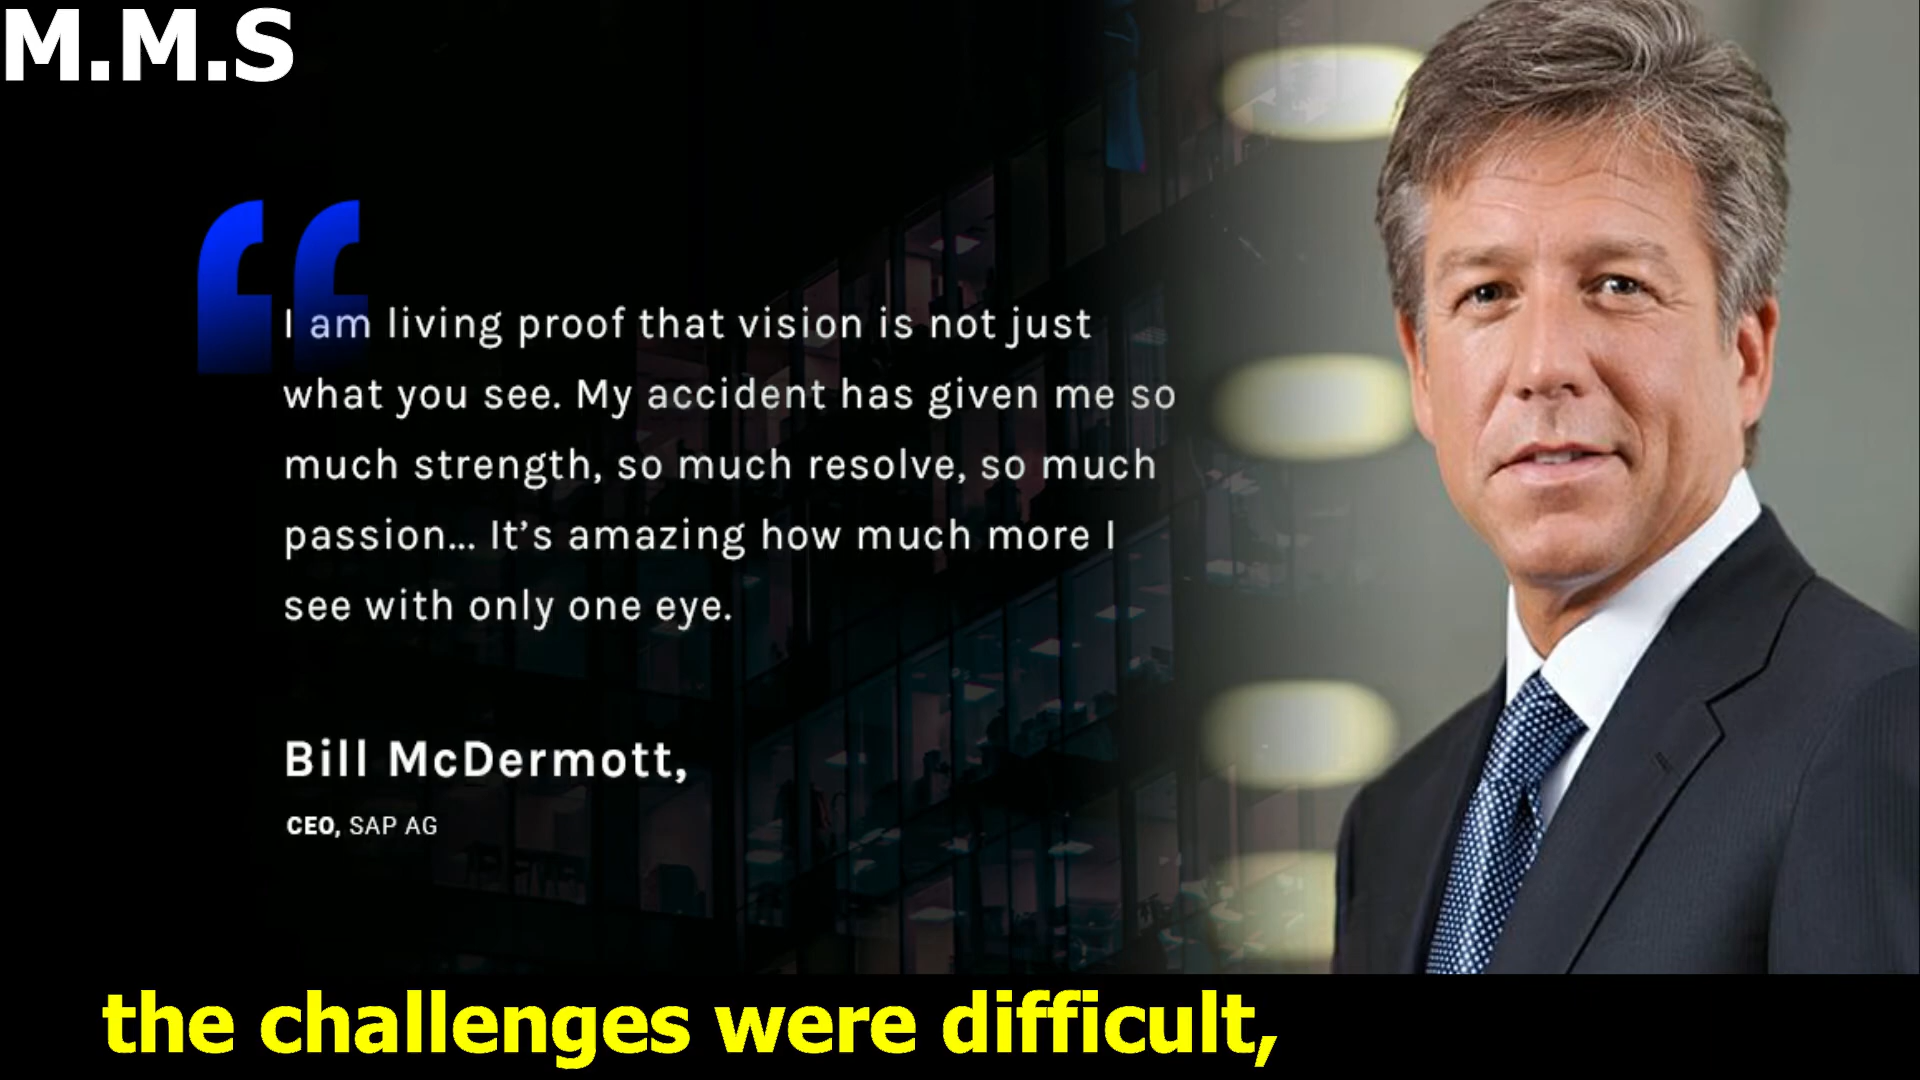 M.M.S
“
I am living proof that vision is not just
what you see. My accident has given me so
much strength, so much resolve, so much
passion... It’s amazing how much more I
see with only one eye.
Bill McDermott,
CEO, SAP AG
the challenges were difficult,